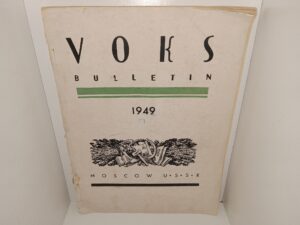 VOKS
BULLETIN
1949
MOSCOW U·S·S·R